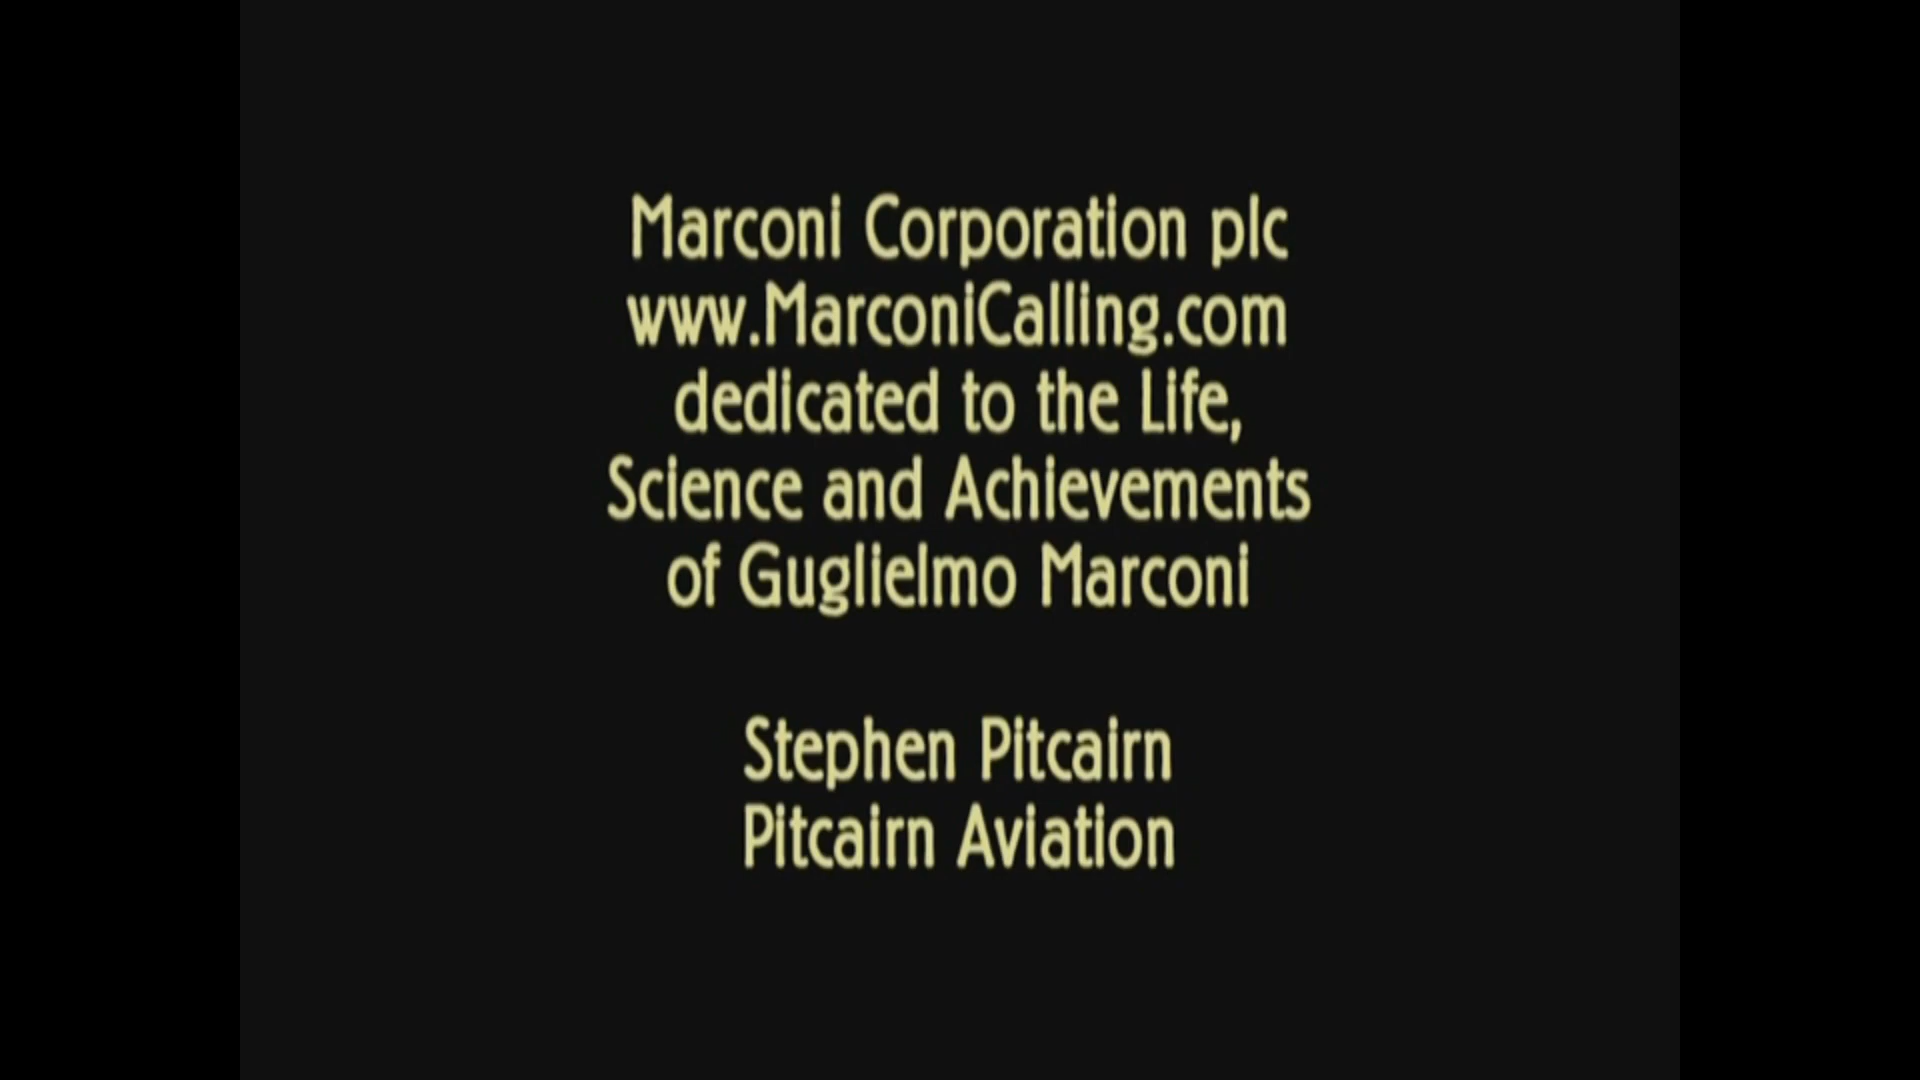 Marconi Corporation plc
www.MarconiCalling.com
dedicated to the Life,
Science and Achievements
of Guglielmo Marconi
Stephen Pitcairn
Pitcairn Aviation